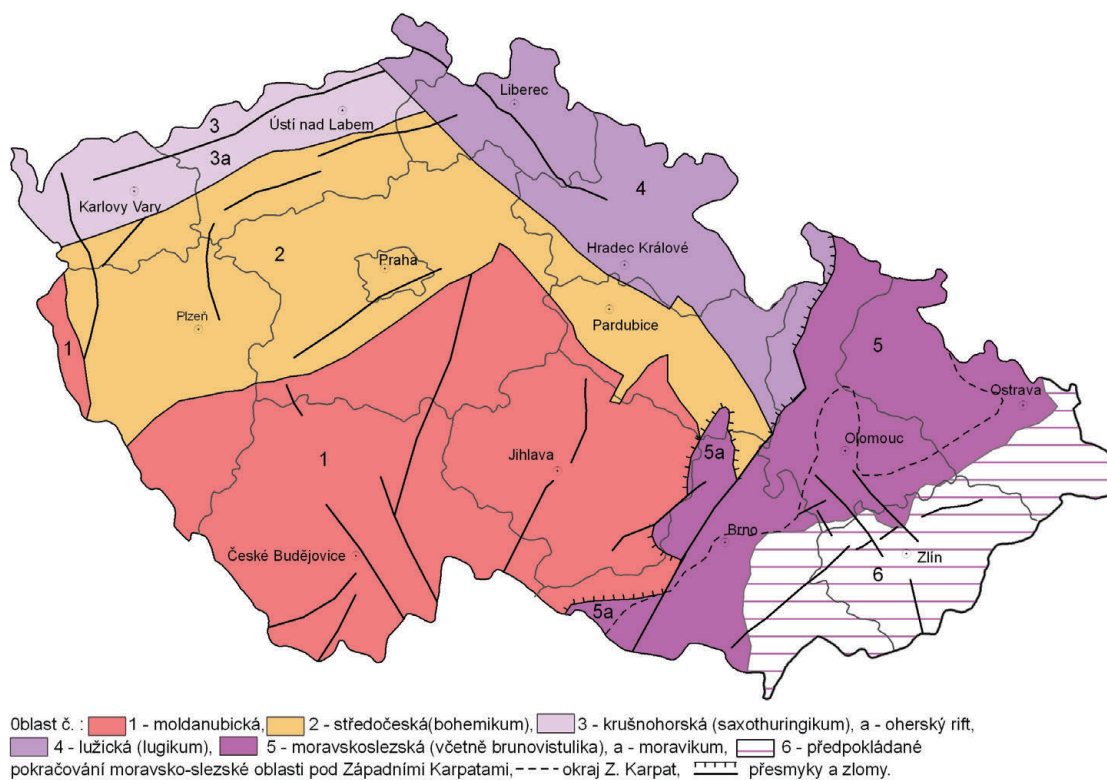 Liberec
3
Ústí nad Labem
3a
Karlovy Vary
4
2
Praha
Hradec Králové
Plzeň
Pardubice
1
5
Ostrava
1
Jihlava
5a
Olomouc
České Budějovice
Brno
Zlín
6
5a
Oblast č. : 1 - moldanubická, 2 - středočeská(bohemikum), 3 - krušnohorská (saxothuringikum), a - oherský rift,
4 - lužická (lugikum), 5 - moravskoslezská (včetně brunovistulika), a - moravikum, 6 - předpokládané
pokračování moravsko-slezské oblasti pod Západními Karpatami, okraj Z. Karpat, přesmyky a zlomy.